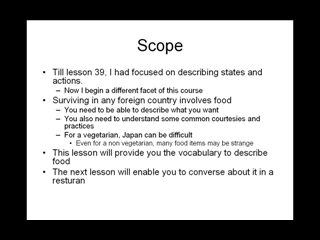 Scope
• Till lesson 39, I had focused on describing states and
actions.
– Now I begin a different facet of this course
• Surviving in any foreign country involves food
– You need to be able to describe what you want
– You also need to understand some common courtesies and
practices
– For a vegetarian, Japan can be difficult
• Even for a non vegetarian, many food items may be strange
• This lesson will provide you the vocabulary to describe
food
• The next lesson will enable you to converse about it in a
resturan